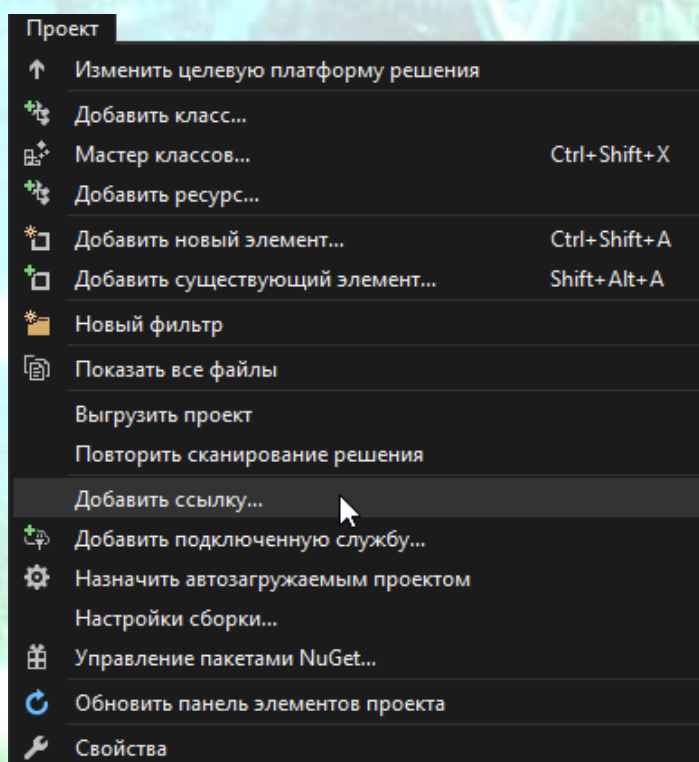 Проект
Изменить целевую платформу решения
Добавить класс...
Мастер классов... Ctrl+Shift+X
Добавить ресурс...
Добавить новый элемент... Ctrl+Shift+A
Добавить существующий элемент... Shift+Alt+A
Новый фильтр
Показать все файлы
Выгрузить проект
Повторить сканирование решения
Добавить ссылку...
Добавить подключенную службу...
Назначить автозагружаемым проектом
Настройки сборки...
Управление пакетами NuGet...
Обновить панель элементов проекта
Свойства